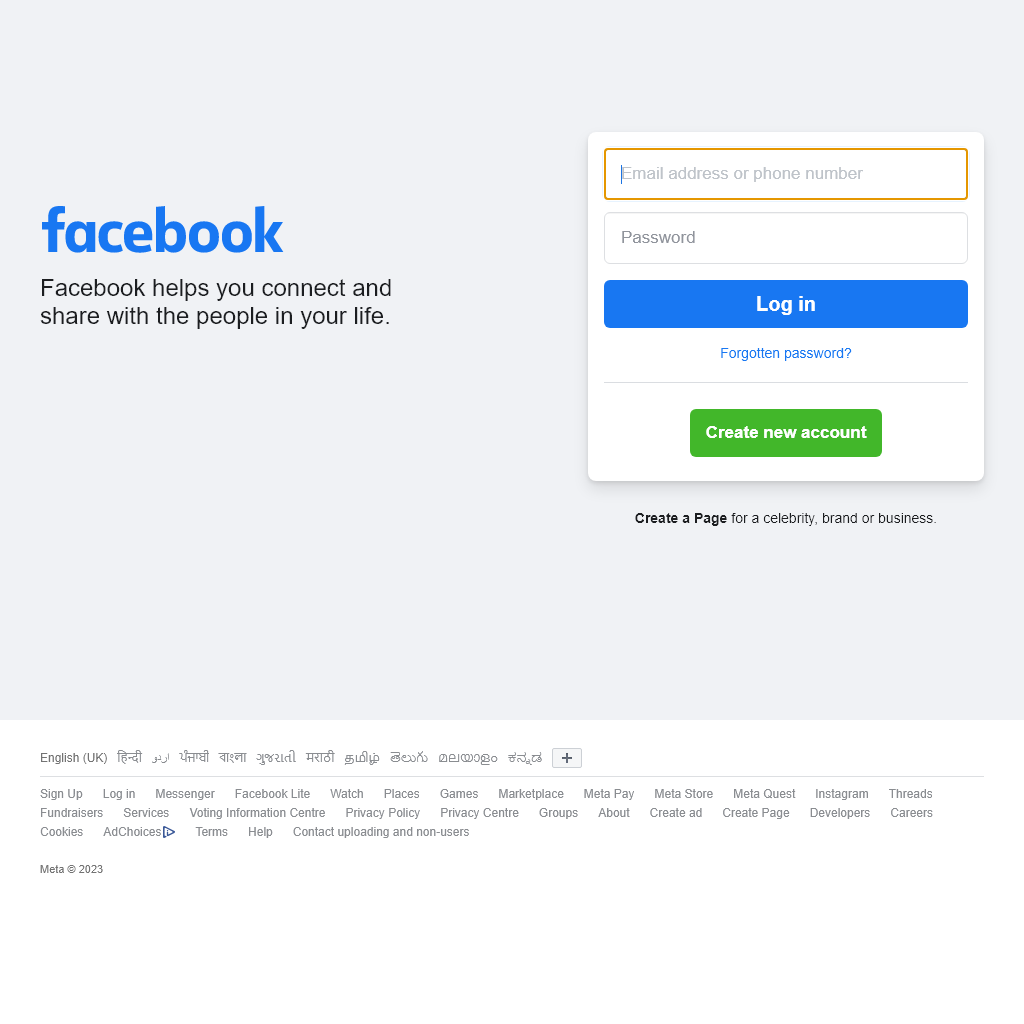 facebook
Facebook helps you connect and
share with the people in your life.
Email address or phone number
Password
Log in
Forgotten password?
Create new account
Create a Page for a celebrity, brand or business.
English (UK) हिन्दी اردو ਪੰਜਾਬੀ বাংলা ગુજરાતી मराठी தமிழ் తెలుగు മലയാളം ಕನ್ನಡ
Sign Up Log in Messenger Facebook Lite Watch Places Games Marketplace Meta Pay Meta Store Meta Quest Instagram Threads
Fundraisers Services Voting Information Centre Privacy Policy Privacy Centre Groups About Create ad Create Page Developers Careers
Cookies AdChoices Terms Help Contact uploading and non-users
Meta © 2023